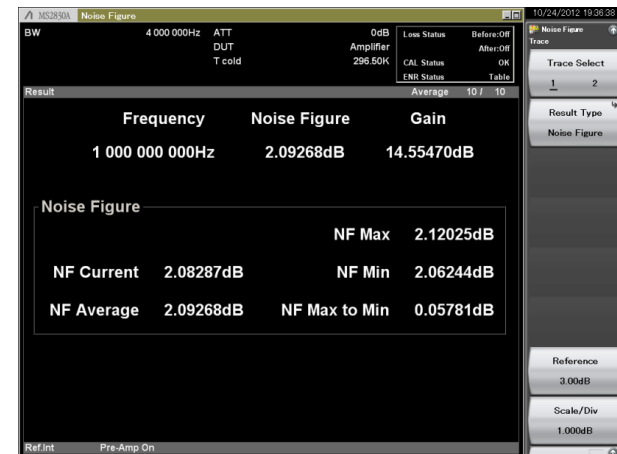 MS2830A Noise Figure
10/24/2012 19:36:38
BW 4 000 000Hz ATT 0dB Loss Status Before:Off
DUT Amplifier After:Off
T cold 296.50K CAL Status OK
ENR Status Table
Result Average 10 / 10
Frequency Noise Figure Gain
1 000 000 000Hz 2.09268dB 14.55470dB
Noise Figure
NF Max 2.12025dB
NF Current 2.08287dB NF Min 2.06244dB
NF Average 2.09268dB NF Max to Min 0.05781dB
Ref.Int Pre-Amp On
Noise Figure
Trace
Trace Select
1 2
Result Type
Noise Figure
Reference
3.00dB
Scale/Div
1.000dB